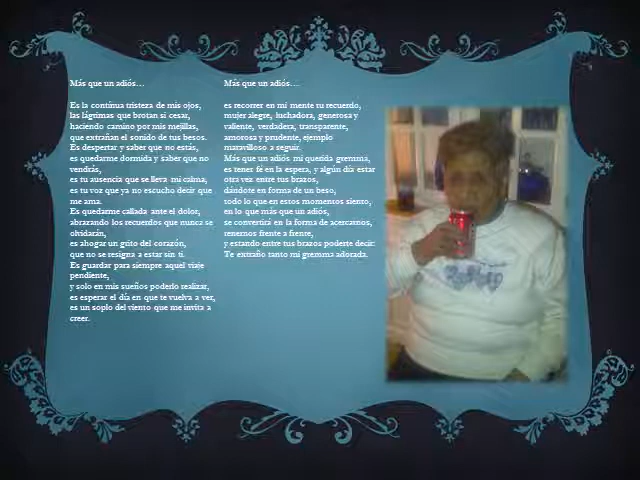 Más que un adiós…
Es la contínua tristeza de mis ojos,
las lágrimas que brotan si cesar,
haciendo camino por mis mejillas,
que extrañan el sonido de tus besos.
Es despertar y saber que no estás,
es quedarme dormida y saber que no
vendrás,
es tu ausencia que se lleva mi calma,
es tu voz que ya no escucho decir que
me ama.
Es quedarme callada ante el dolor,
abrazando los recuerdos que nunca se
olvidarán,
es ahogar un grito del corazón,
que no se resigna a estar sin ti.
Es guardar para siempre aquel viaje
pendiente,
y solo en mis sueños poderlo realizar,
es esperar el día en que te vuelva a ver,
es un soplo del viento que me invita a
creer.
Más que un adiós…
es recorrer en mi mente tu recuerdo,
mujer alegre, luchadora, generosa y
valiente, verdadera, transparente,
amorosa y prudente, ejemplo
maravilloso a seguir.
Más que un adiós mi querida gremma,
es tener fé en la espera, y algún día estar
otra vez entre tus brazos,
dándote en forma de un beso,
todo lo que en estos momentos siento,
en lo que más que un adiós,
se convertirá en la forma de acercarnos,
tenernos frente a frente,
y estando entre tus brazos poderte decir:
Te extraño tanto mi gremma adorada.